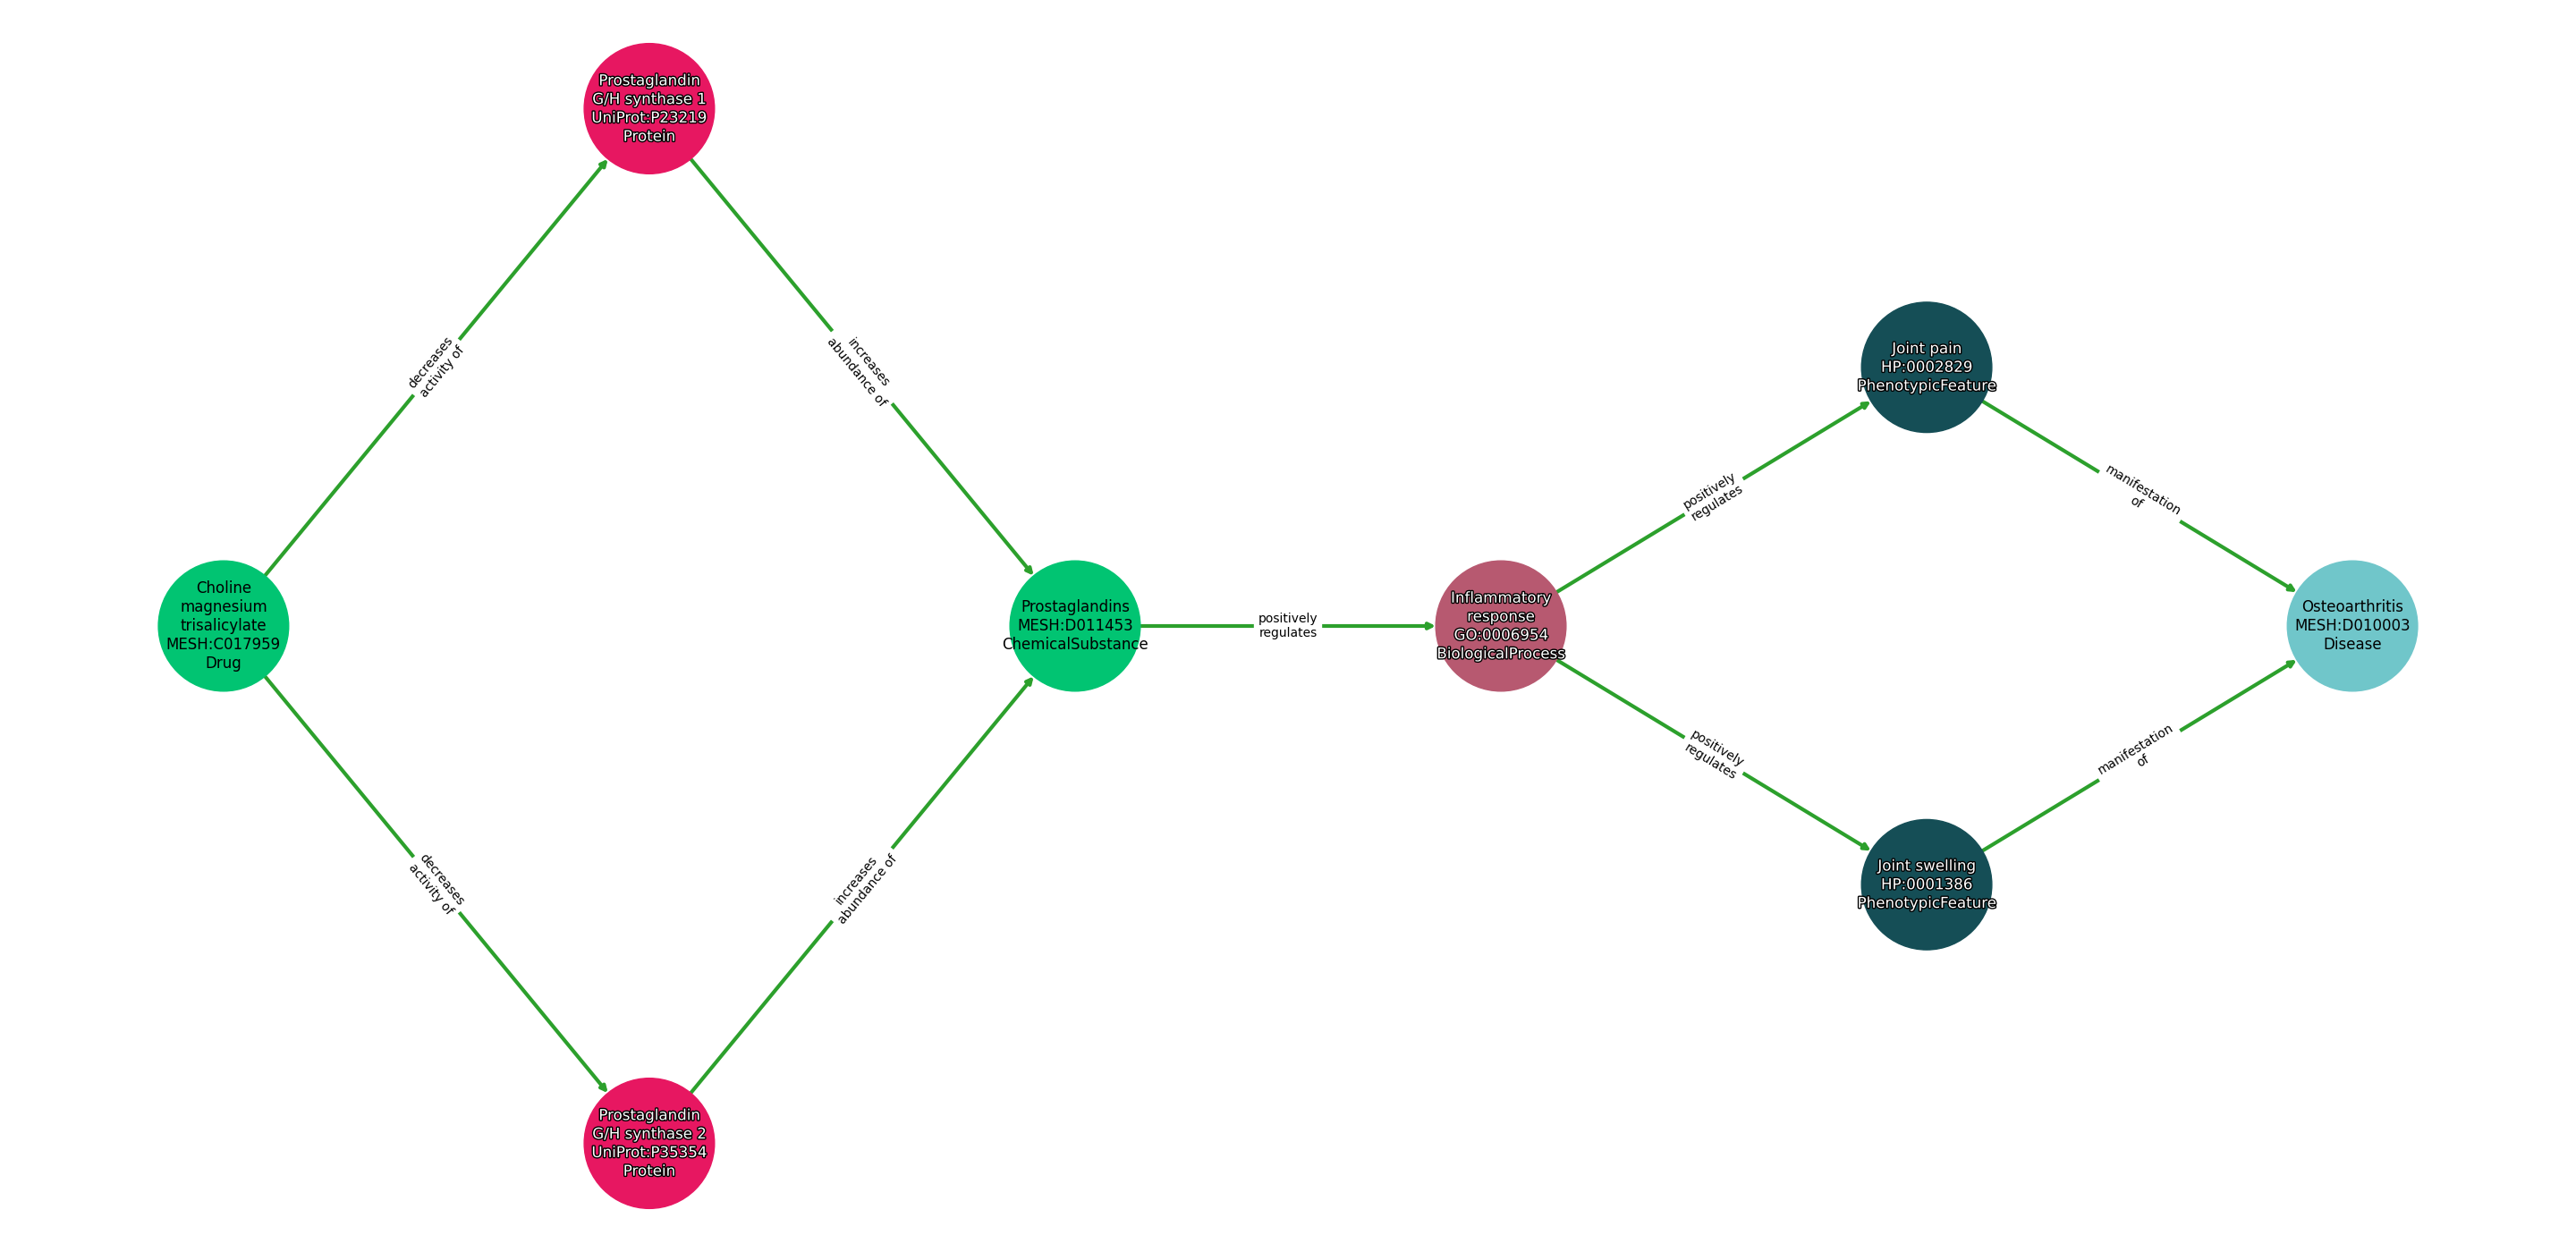 Prostaglandin
G/H synthase 1
UniProt:P23219
Protein
decreases
activity of
increases
abundance of
Choline
magnesium
trisalicylate
MESH:C017959
Drug
Prostaglandins
MESH:D011453
ChemicalSubstance
positively
regulates
Inflammatory
response
GO:0006954
BiologicalProcess
Joint pain
HP:0002829
PhenotypicFeature
positively
regulates
manifestation
of
Osteoarthritis
MESH:D010003
Disease
positively
regulates
manifestation
of
Joint swelling
HP:0001386
PhenotypicFeature
decreases
activity of
increases
abundance of
Prostaglandin
G/H synthase 2
UniProt:P35354
Protein